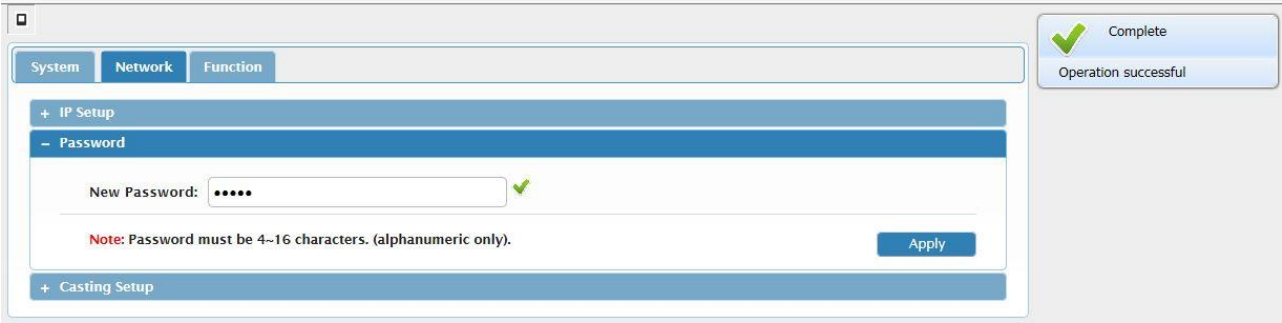 Complete
Operation successful
System Network Function
+ IP Setup
– Password
New Password: •••••
Note: Password must be 4~16 characters. (alphanumeric only).
Apply
+ Casting Setup